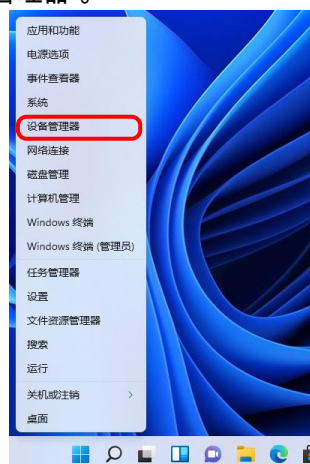 应用和功能
电源选项
事件查看器
系统
设备管理器
网络连接
磁盘管理
计算机管理
Windows 终端
Windows 终端 (管理员)
任务管理器
设置
文件资源管理器
搜索
运行
关机或注销
桌面